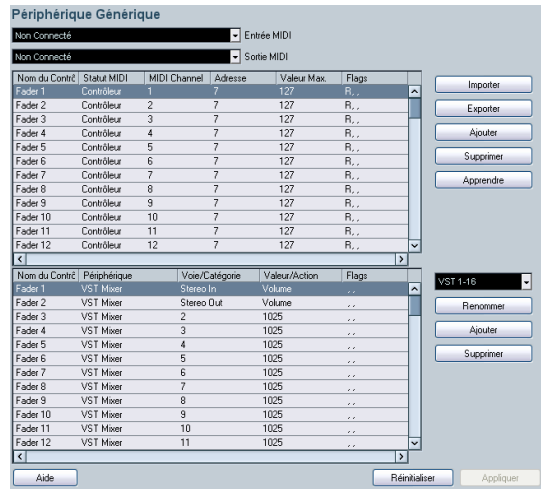 Périphérique Générique
Non Connecté Entrée MIDI
Non Connecté Sortie MIDI
Nom du Contrô Statut MIDI MIDI Channel Adresse Valeur Max. Flags
Fader 1 Contrôleur 1 7 127 R, ,
Fader 2 Contrôleur 2 7 127 R, ,
Fader 3 Contrôleur 3 7 127 R, ,
Fader 4 Contrôleur 4 7 127 R, ,
Fader 5 Contrôleur 5 7 127 R, ,
Fader 6 Contrôleur 6 7 127 R, ,
Fader 7 Contrôleur 7 7 127 R, ,
Fader 8 Contrôleur 8 7 127 R, ,
Fader 9 Contrôleur 9 7 127 R, ,
Fader 10 Contrôleur 10 7 127 R, ,
Fader 11 Contrôleur 11 7 127 R, ,
Fader 12 Contrôleur 12 7 127 R, ,
Importer
Exporter
Ajouter
Supprimer
Apprendre
Nom du Contrô Périphérique Voie/Catégorie Valeur/Action Flags
Fader 1 VST Mixer Stereo In Volume , ,
Fader 2 VST Mixer Stereo Out Volume , ,
Fader 3 VST Mixer 2 1025 , ,
Fader 4 VST Mixer 3 1025 , ,
Fader 5 VST Mixer 4 1025 , ,
Fader 6 VST Mixer 5 1025 , ,
Fader 7 VST Mixer 6 1025 , ,
Fader 8 VST Mixer 7 1025 , ,
Fader 9 VST Mixer 8 1025 , ,
Fader 10 VST Mixer 9 1025 , ,
Fader 11 VST Mixer 10 1025 , ,
Fader 12 VST Mixer 11 1025 , ,
VST 1-16
Renommer
Ajouter
Supprimer
Aide Réinitialiser Appliquer